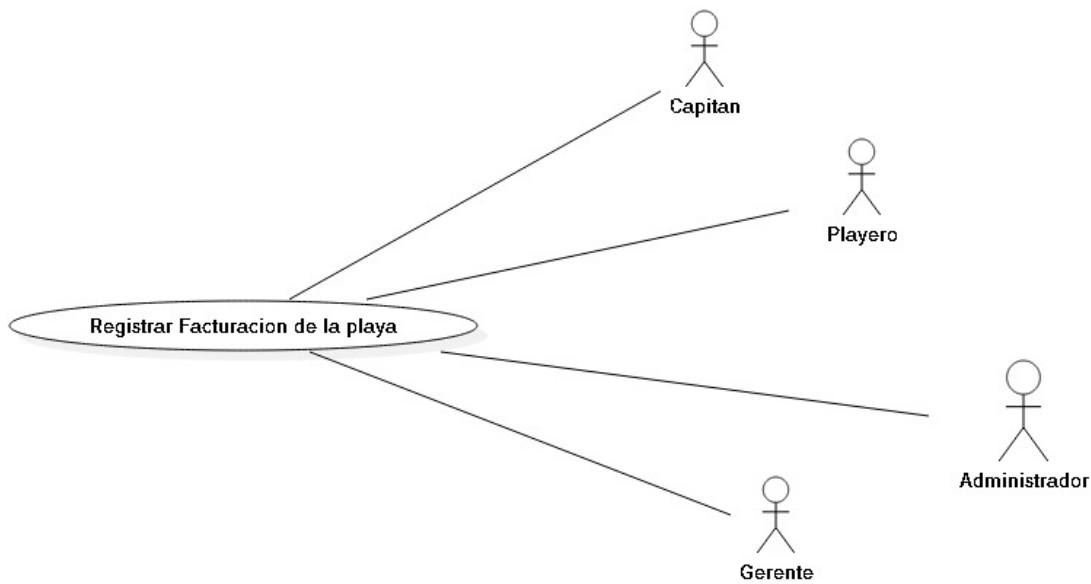 Capitan
Playero
Registrar Facturacion de la playa
Administrador
Gerente